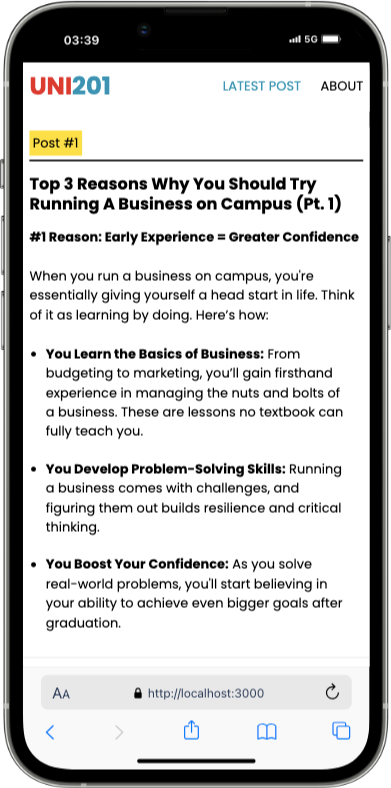 03:39
5G
UNI201
LATEST POST ABOUT
Post #1
Top 3 Reasons Why You Should Try
Running A Business on Campus (Pt. 1)
#1 Reason: Early Experience = Greater Confidence
When you run a business on campus, you're
essentially giving yourself a head start in life. Think
of it as learning by doing. Here’s how:
• You Learn the Basics of Business: From
budgeting to marketing, you’ll gain firsthand
experience in managing the nuts and bolts of
a business. These are lessons no textbook can
fully teach you.
• You Develop Problem-Solving Skills: Running
a business comes with challenges, and
figuring them out builds resilience and critical
thinking.
• You Boost Your Confidence: As you solve
real-world problems, you'll start believing in
your ability to achieve even bigger goals after
graduation.
AA http://localhost:3000